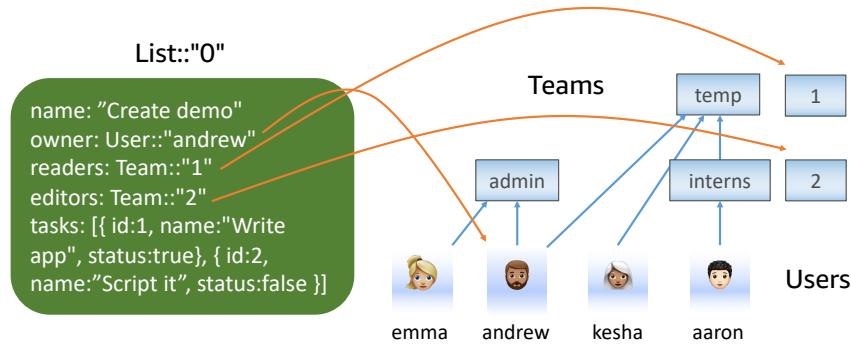 List::"0"
name: ”Create demo"
owner: User::"andrew"
readers: Team::"1"
editors: Team::"2"
tasks: [{ id:1, name:"Write
app", status:true}, { id:2,
name:”Script it”, status:false }]
Teams
temp
1
admin
interns
2
Users
emma
andrew
kesha
aaron